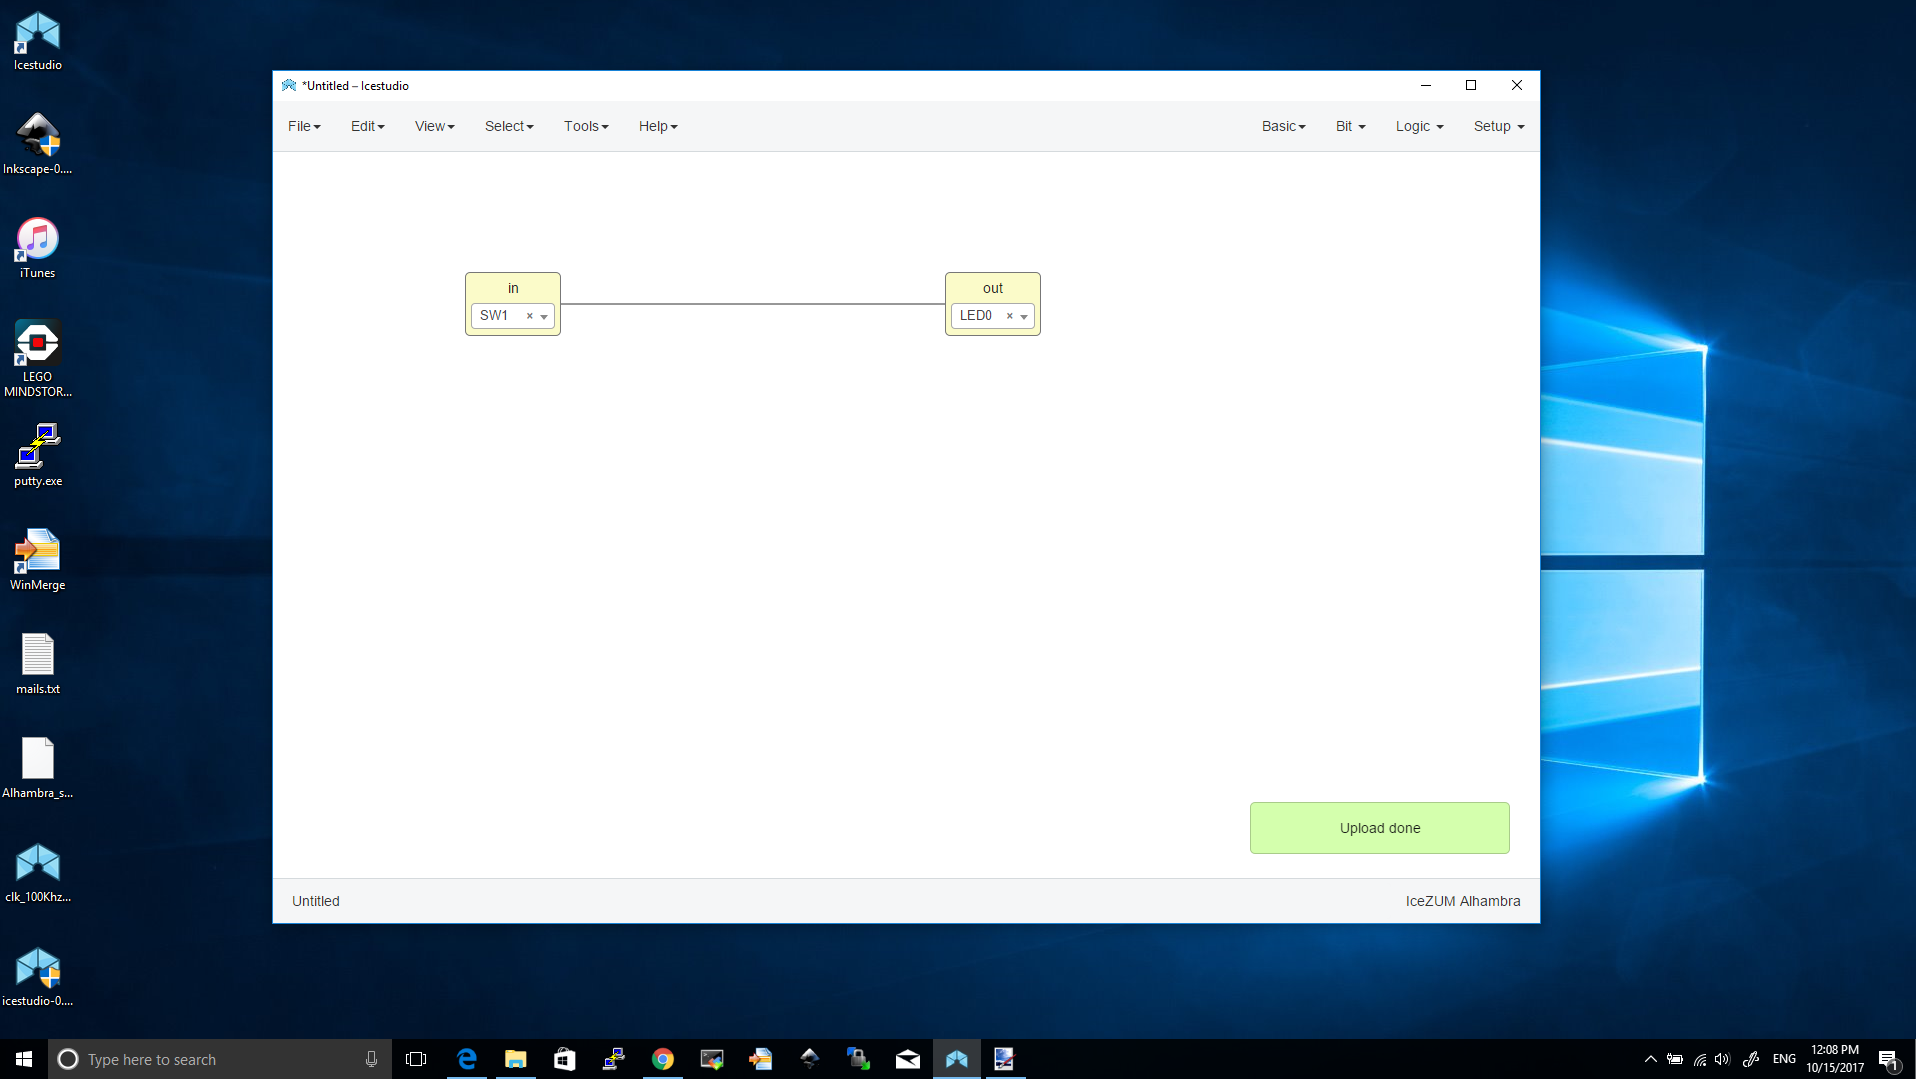 Icestudio
Inkscape-0....
iTunes
LEGO
MINDSTOR...
putty.exe
WinMerge
mails.txt
Alhambra_s...
clk_100Khz...
icestudio-0....
*Untitled – Icestudio
File Edit View Select Tools Help Basic Bit Logic Setup
in
SW1 ×
out
LED0 ×
Upload done
Untitled
IceZUM Alhambra
Type here to search
ENG
12:08 PM
10/15/2017
1